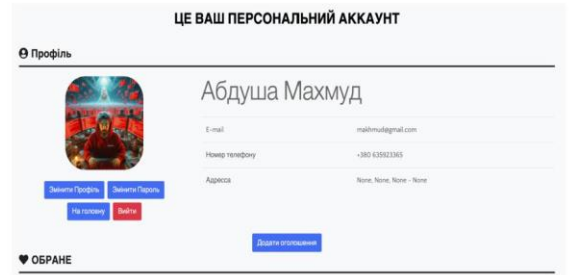 ЦЕ ВАШ ПЕРСОНАЛЬНИЙ АККАУНТ
Профіль
Абдуша Махмуд
E-mail makhmud@gmail.com
Номер телефону +380 635923365
Адресса None, None, None - None
Змінити Профіль Змінити Пароль
На головну Вийти
Додати оголошення
ОБРАНЕ